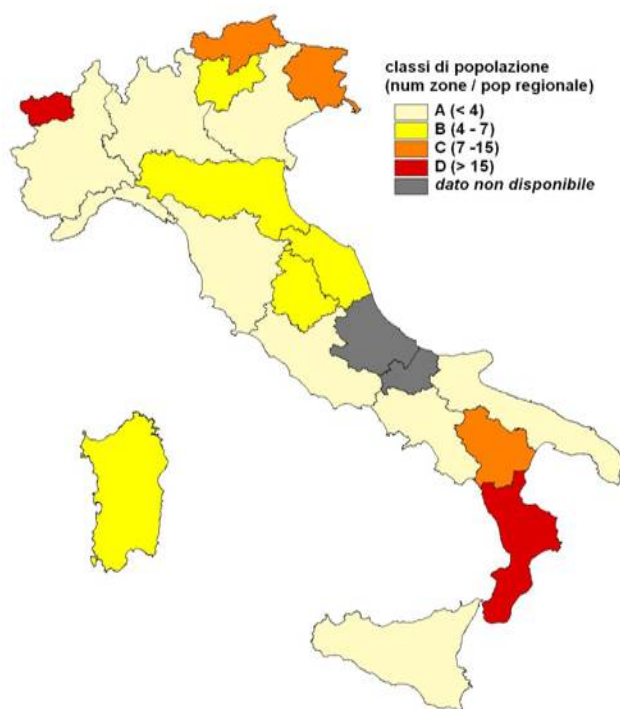 classi di popolazione
(num zone / pop regionale)
A (< 4)
B (4 - 7)
C (7 -15)
D (> 15)
dato non disponibile